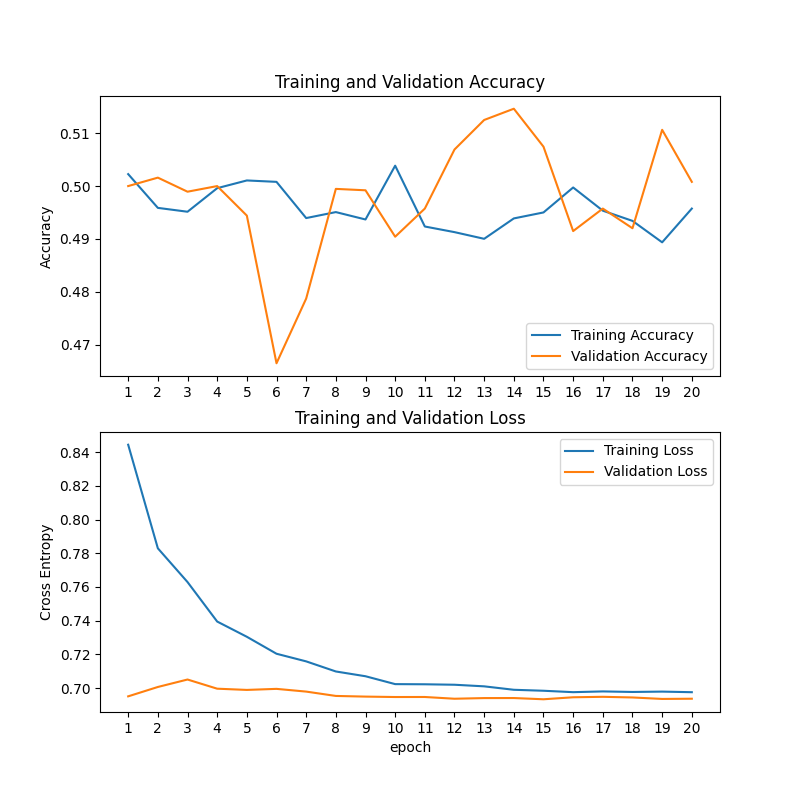 Training and Validation Accuracy
Accuracy
0.51
0.50
0.49
0.48
0.47
Training Accuracy
Validation Accuracy
1 2 3 4 5 6 7 8 9 10 11 12 13 14 15 16 17 18 19 20
Training and Validation Loss
Cross Entropy
0.84
0.82
0.80
0.78
0.76
0.74
0.72
0.70
Training Loss
Validation Loss
1 2 3 4 5 6 7 8 9 10 11 12 13 14 15 16 17 18 19 20
epoch